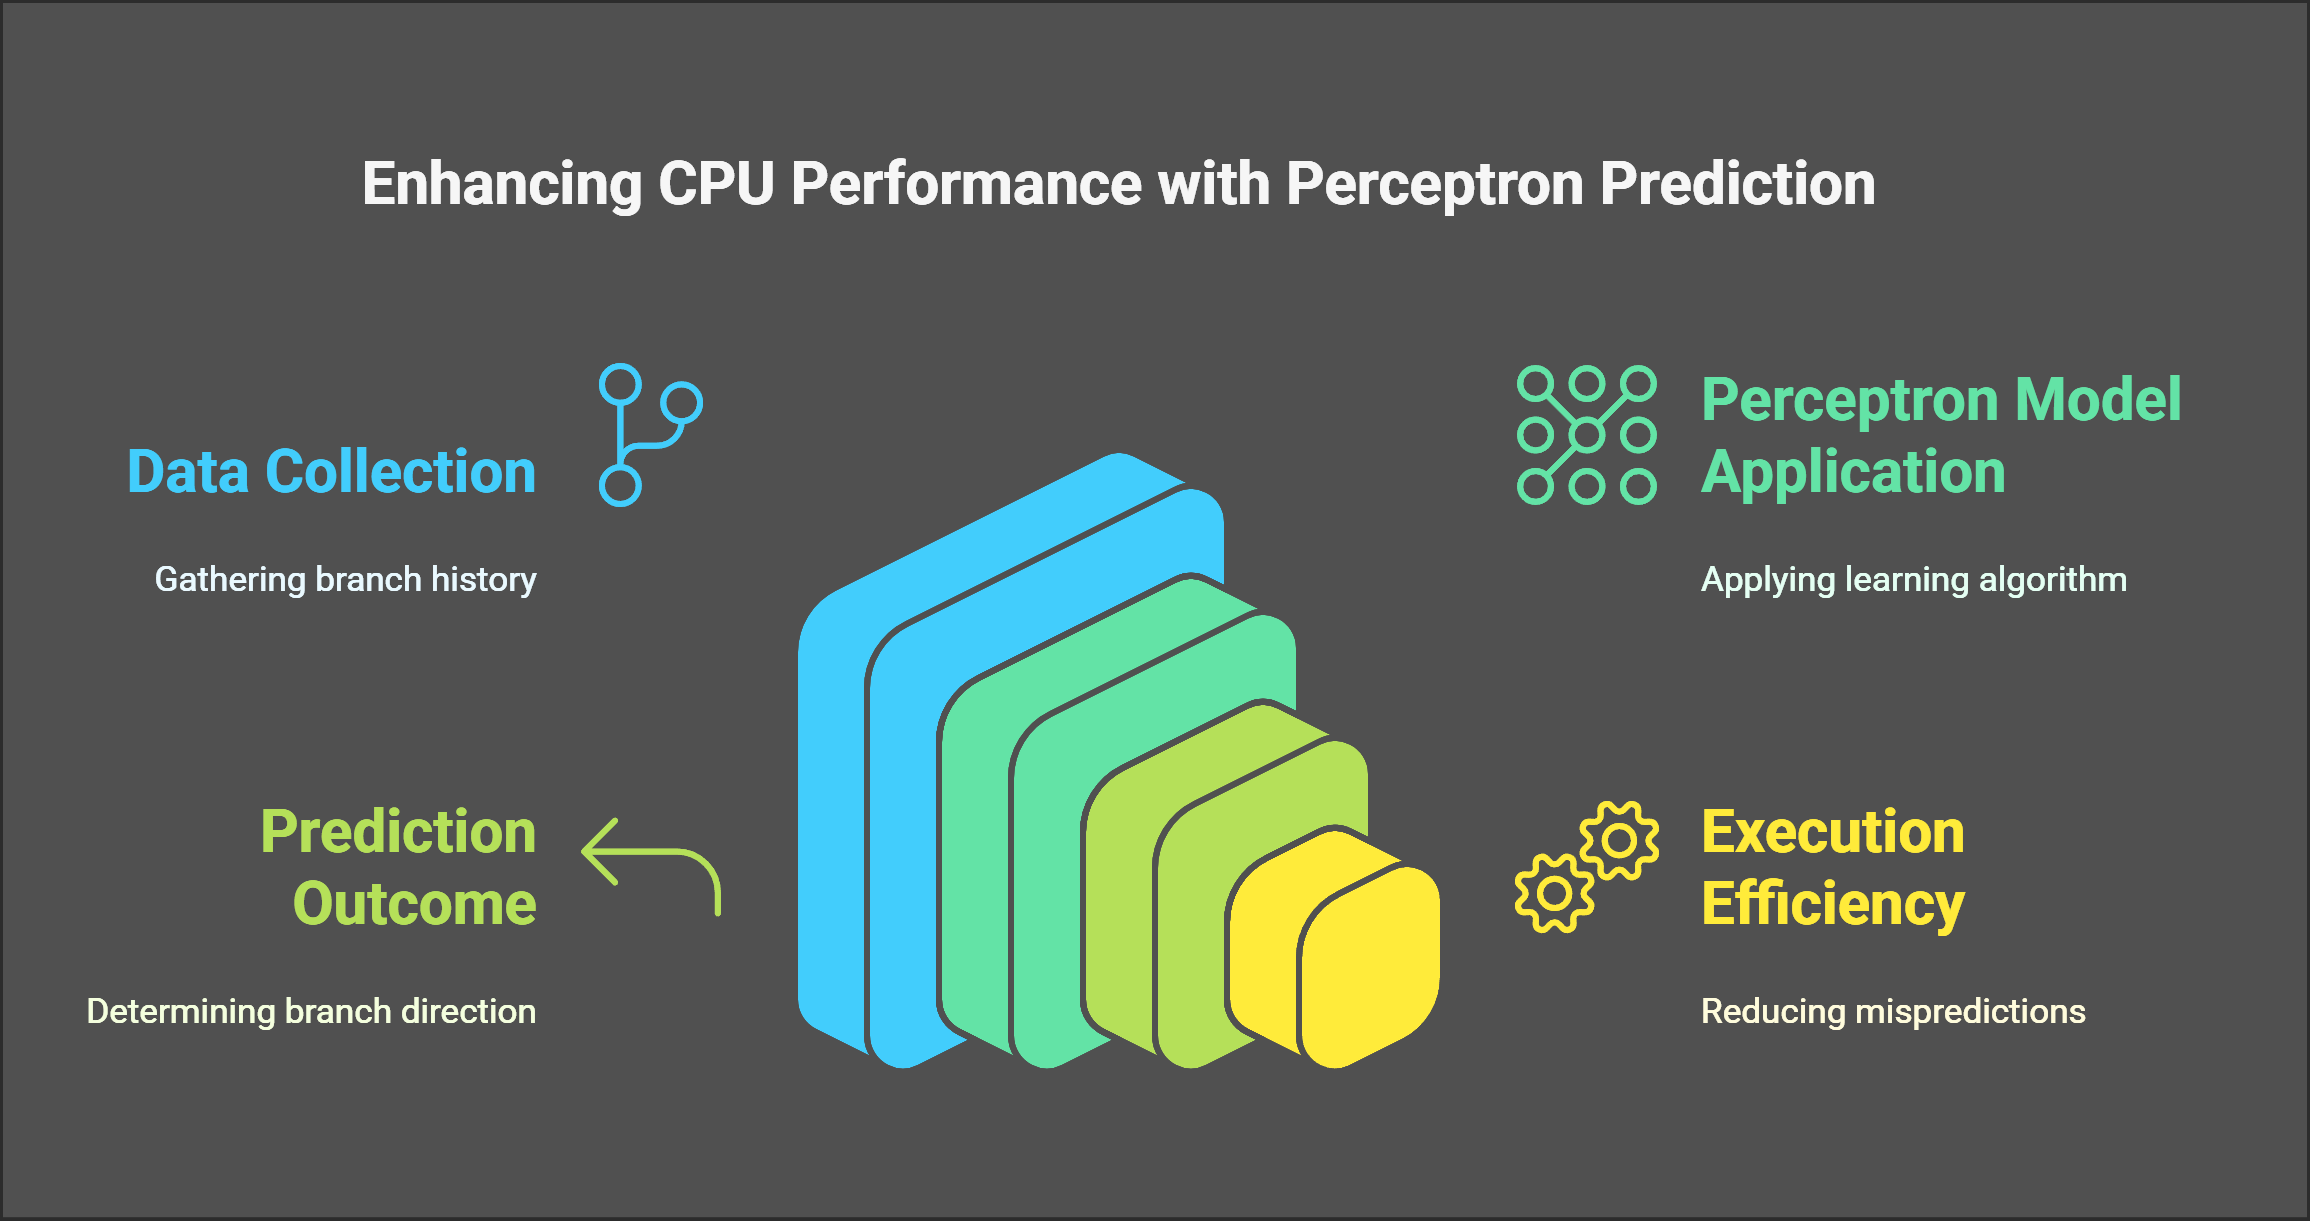 Enhancing CPU Performance with Perceptron Prediction
Data Collection
Gathering branch history
Perceptron Model
Application
Applying learning algorithm
Prediction
Outcome
Determining branch direction
Execution
Efficiency
Reducing mispredictions